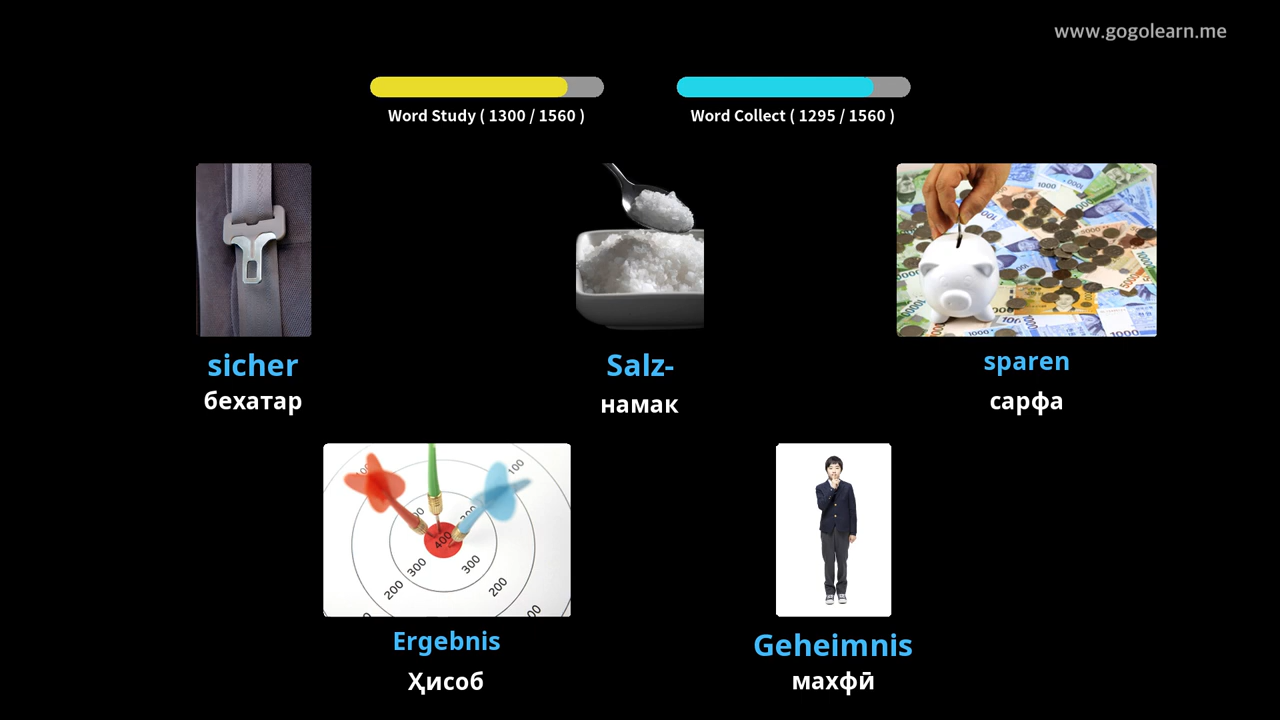 www.gogolearn.me
Word Study ( 1300 / 1560 )
Word Collect ( 1295 / 1560 )
sicher
бехатар
Salz-
намак
sparen
сарфа
Ergebnis
Ҳисоб
Geheimnis
махфӣ